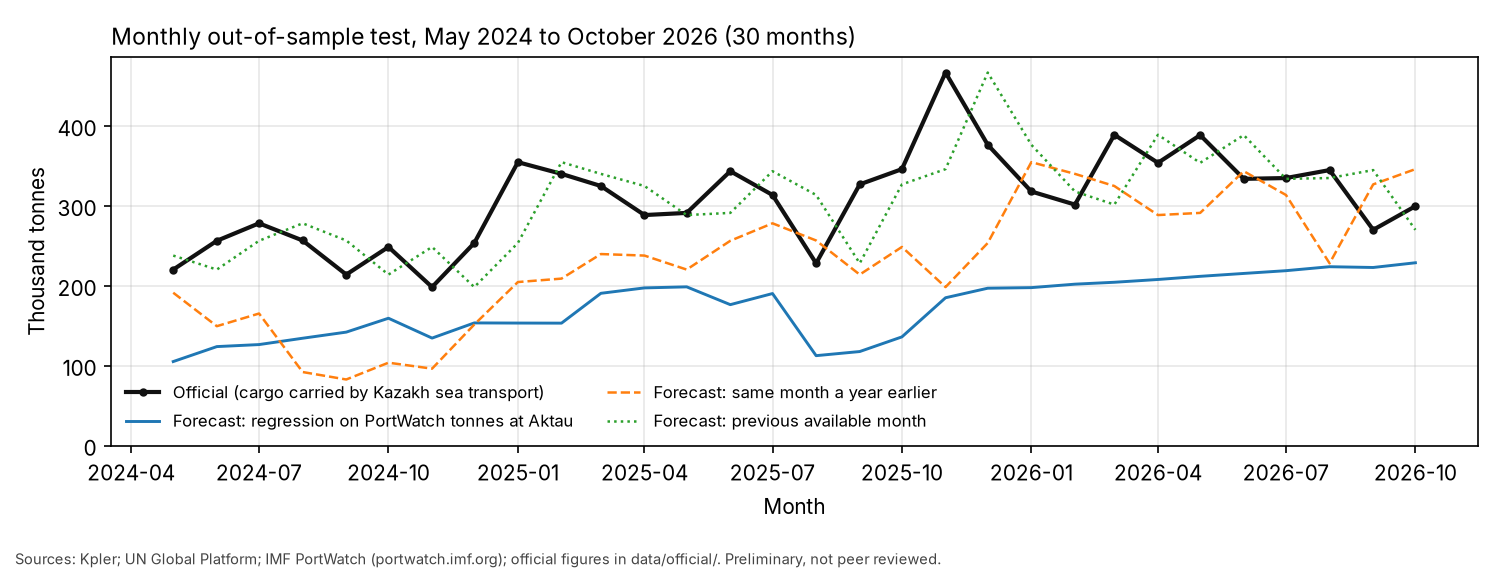 Monthly out-of-sample test, May 2024 to October 2026 (30 months)
Thousand tonnes
400
300
200
100
0
Official (cargo carried by Kazakh sea transport)
Forecast: regression on PortWatch tonnes at Aktau
Forecast: same month a year earlier
Forecast: previous available month
2024-04 2024-07 2024-10 2025-01 2025-04 2025-07 2025-10 2026-01 2026-04 2026-07 2026-10
Month
Sources: Kpler; UN Global Platform; IMF PortWatch (portwatch.imf.org); official figures in data/official/. Preliminary, not peer reviewed.